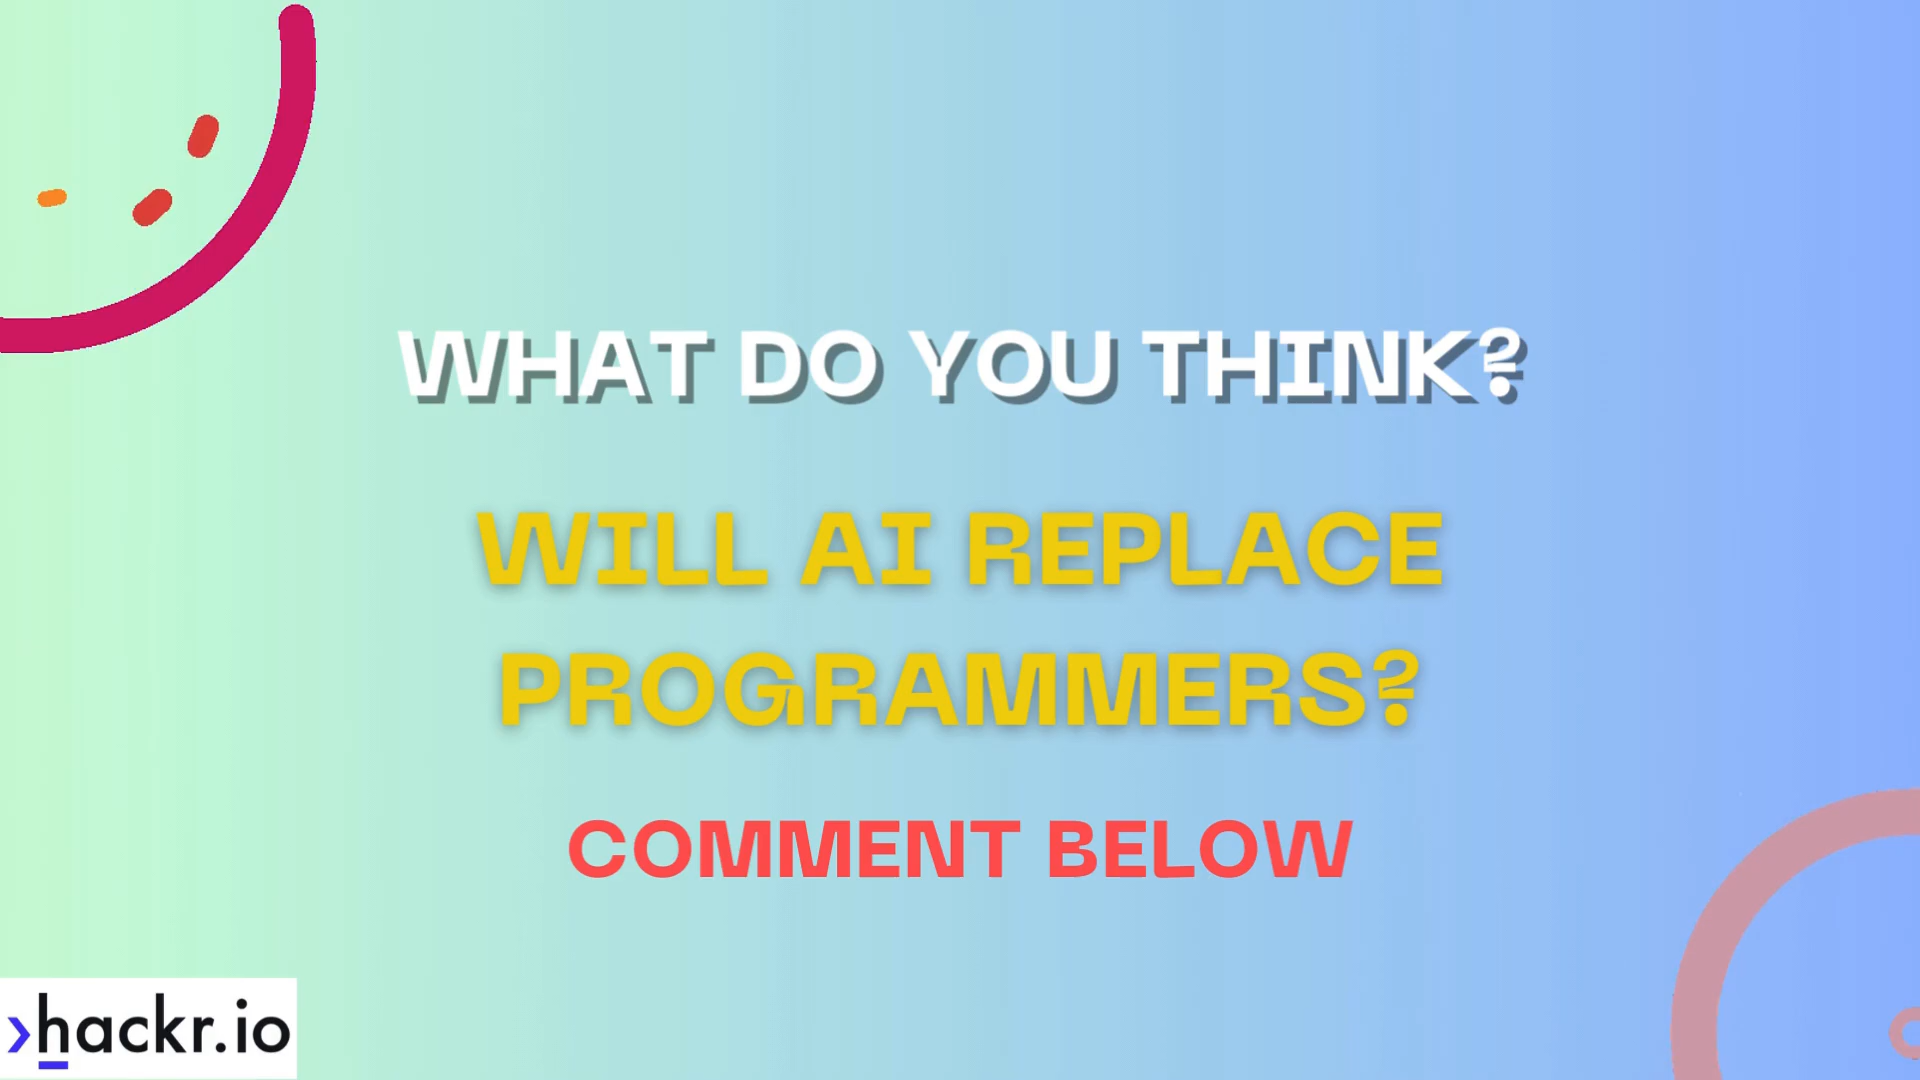 WHAT DO YOU THINK?
WILL AI REPLACE
PROGRAMMERS?
COMMENT BELOW
hackr.io